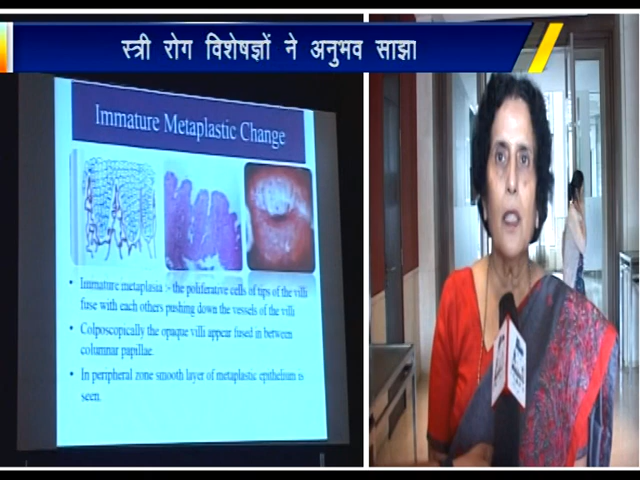 स्त्री रोग विशेषज्ञों ने अनुभव साझा
Immature Metaplastic Change
• Immature metaplasia :- the poliferative cells of tips of the villi
fuse with each others pushing down the vessels of the villi
• Colposcopically the opaque villi appear fused in between
columnar papillae.
• In peripheral zone smooth layer of metaplastic epithelium is
seen.